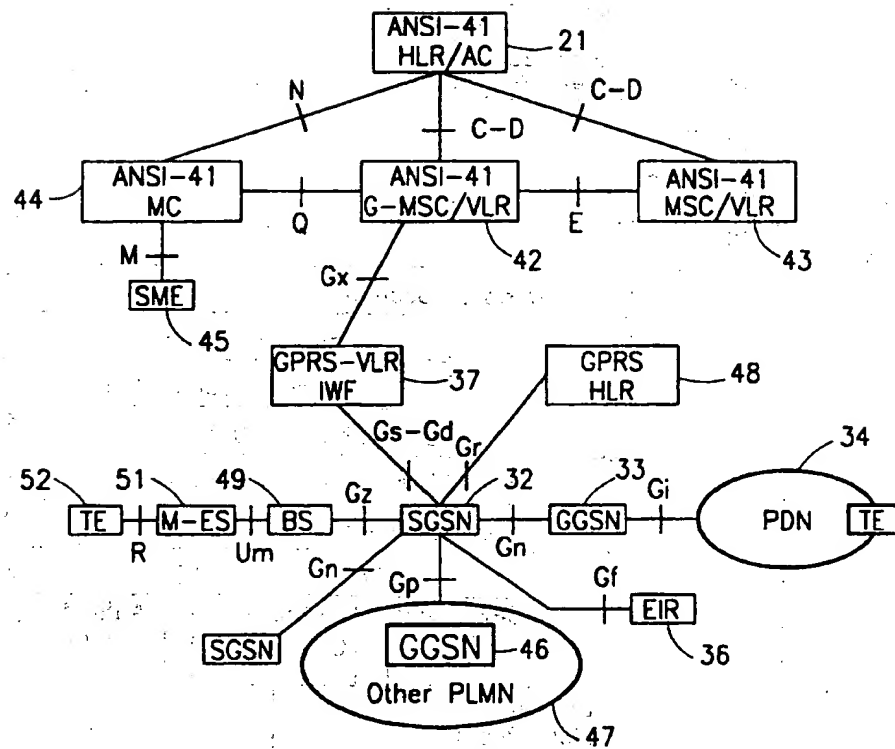 ANSI-41
HLR/AC
21
N
C-D
C-D
44
ANSI-41
MC
Q
ANSI-41
G-MSC/VLR
E
ANSI-41
MSC/VLR
42
43
M
SME
45
Gx
GPRS-VLR
IWF
37
GPRS
HLR
48
Gs-Gd
Gr
34
52
51
49
Gz
32
33
Gi
TE
M-ES
BS
SGSN
GGSN
PDN
TE
R
Um
Gn
Gn
Gp
Gf
EIR
36
SGSN
GGSN
46
Other PLMN
47